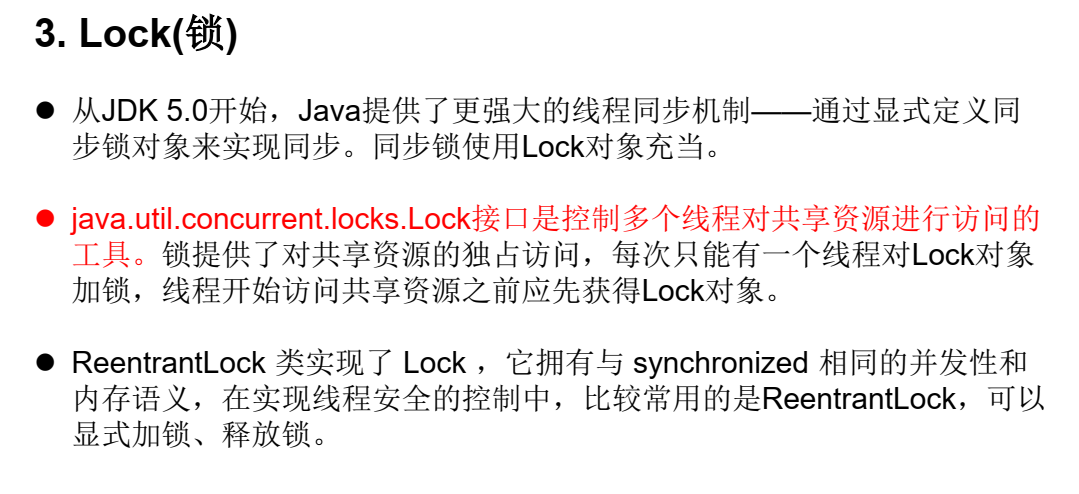 3. Lock(锁)
● 从JDK 5.0开始，Java提供了更强大的线程同步机制——通过显式定义同
步锁对象来实现同步。同步锁使用Lock对象充当。
● java.util.concurrent.locks.Lock接口是控制多个线程对共享资源进行访问的
工具。锁提供了对共享资源的独占访问，每次只能有一个线程对Lock对象
加锁，线程开始访问共享资源之前应先获得Lock对象。
● ReentrantLock 类实现了 Lock ，它拥有与 synchronized 相同的并发性和
内存语义，在实现线程安全的控制中，比较常用的是ReentrantLock，可以
显式加锁、释放锁。